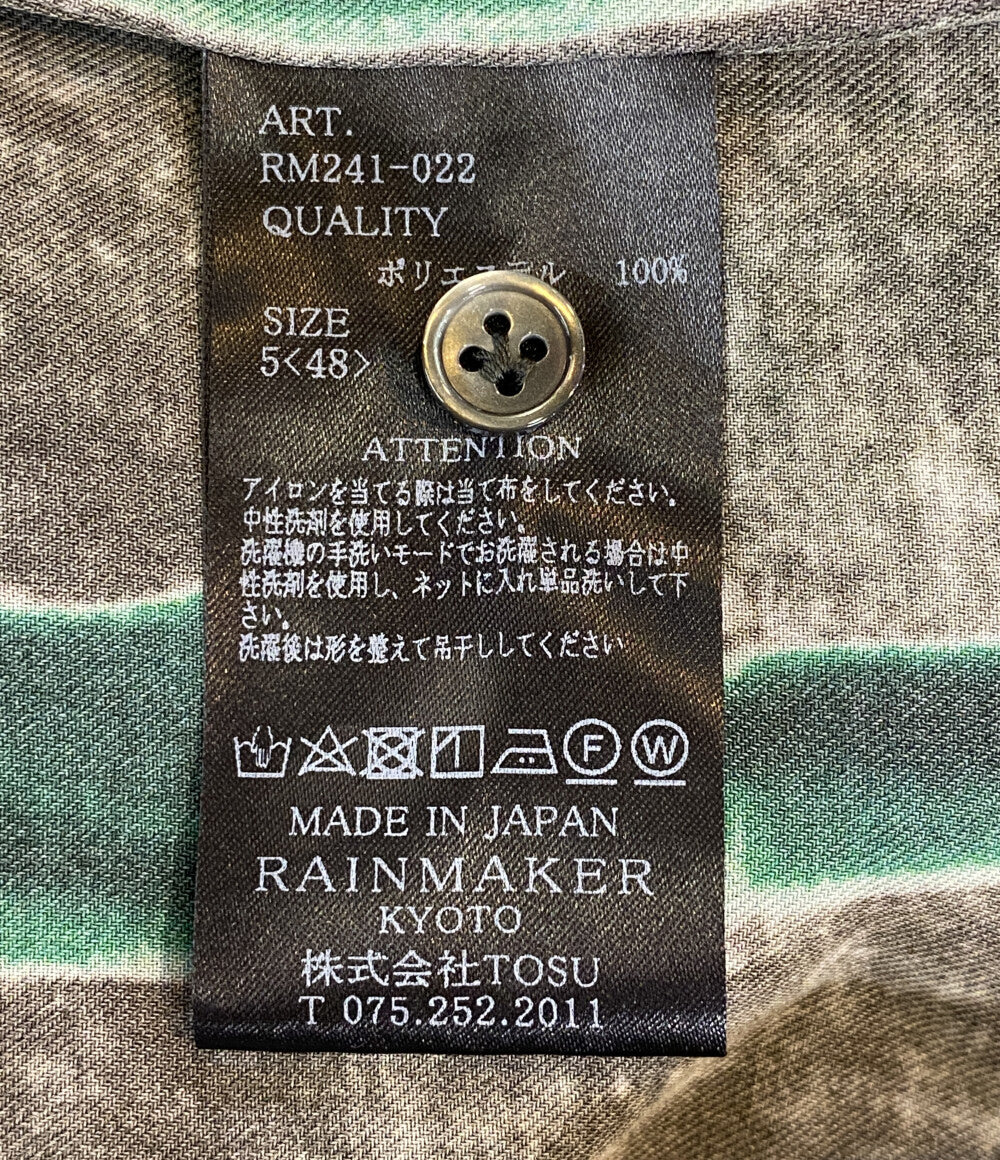 ART.
RM241-022
QUALITY
ポリエステル 100%
SIZE
5<48>
ATTENTION
アイロンを当てる際は当て布をしてください。
中性洗剤を使用してください。
洗濯機の手洗いモードでお洗濯される場合は中
性洗剤を使用し、ネットに入れ単品洗いして下
さい。
洗濯後は形を整えて吊干ししてください
F W
MADE IN JAPAN
RAINMAKER
KYOTO
株式会社TOSU
T 075.252.2011